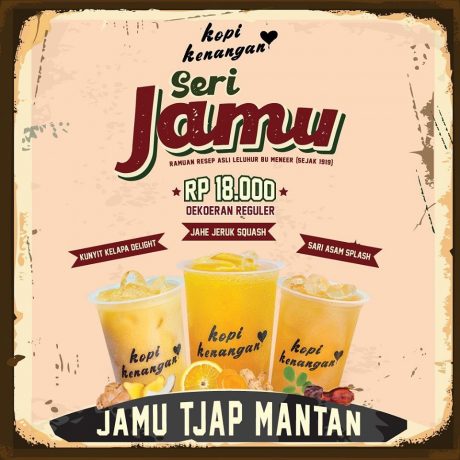 kopi
kenangan
Seri
Jamu
RAMUAN RESEP ASLI LELUHUR BU MENEER (SEJAK 1919)
RP 18.000
OEKOERAN REGULER
KUNYIT KELAPA DELIGHT
JAHE JERUK SQUASH
SARI ASAM SPLASH
kopi
kenangan
kopi
kenangan
kopi
kenangan
JAMU TJAP MANTAN